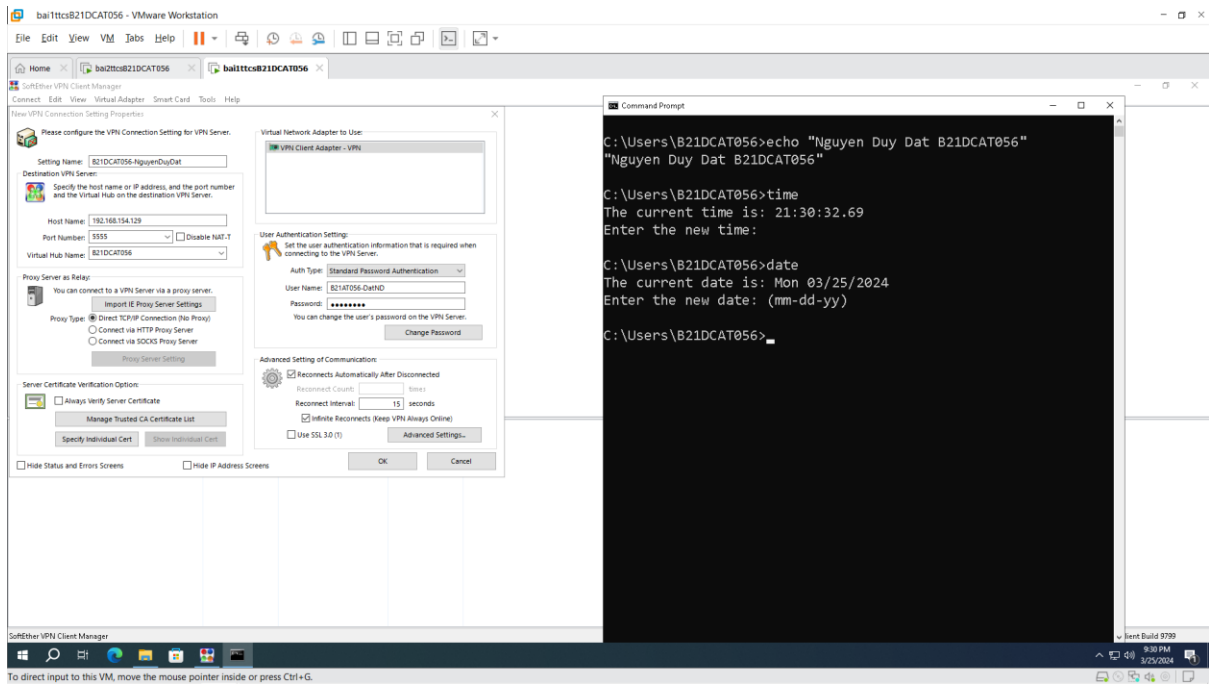 bai1ttcsB21DCAT056 - VMware Workstation
File Edit View VM Tabs Help
Home bai2ttcsB21DCAT056 bai1ttcsB21DCAT056
SoftEther VPN Client Manager
Connect Edit View Virtual Adapter Smart Card Tools Help
New VPN Connection Setting Properties
Please configure the VPN Connection Setting for VPN Server.
Setting Name: B21DCAT056-NguyenDuyDat
Destination VPN Server:
Specify the host name or IP address, and the port number
and the Virtual Hub on the destination VPN Server.
Host Name: 192.168.154.129
Port Number: 5555 Disable NAT-T
Virtual Hub Name: B21DCAT056
Proxy Server as Relay:
You can connect to a VPN Server via a proxy server.
Import IE Proxy Server Settings
Proxy Type: Direct TCP/IP Connection (No Proxy)
Connect via HTTP Proxy Server
Connect via SOCKS Proxy Server
Proxy Server Setting
Server Certificate Verification Option:
Always Verify Server Certificate
Manage Trusted CA Certificate List
Specify Individual Cert Show Individual Cert
Hide Status and Errors Screens Hide IP Address Screens
Virtual Network Adapter to Use:
VPN Client Adapter - VPN
User Authentication Setting:
Set the user authentication information that is required when
connecting to the VPN Server.
Auth Type: Standard Password Authentication
User Name: B21AT056-DatND
Password: ●●●●●●●●
You can change the user's password on the VPN Server.
Change Password
Advanced Setting of Communication:
Reconnects Automatically After Disconnected
Reconnect Count: times
Reconnect Interval: 15 seconds
Infinite Reconnects (Keep VPN Always Online)
Use SSL 3.0 (1) Advanced Settings...
OK Cancel
Command Prompt
C:\Users\B21DCAT056>echo "Nguyen Duy Dat B21DCAT056"
"Nguyen Duy Dat B21DCAT056"
C:\Users\B21DCAT056>time
The current time is: 21:30:32.69
Enter the new time:
C:\Users\B21DCAT056>date
The current date is: Mon 03/25/2024
Enter the new date: (mm-dd-yy)
C:\Users\B21DCAT056>
SoftEther VPN Client Manager
lient Build 9799
9:30 PM
3/25/2024
To direct input to this VM, move the mouse pointer inside or press Ctrl+G.